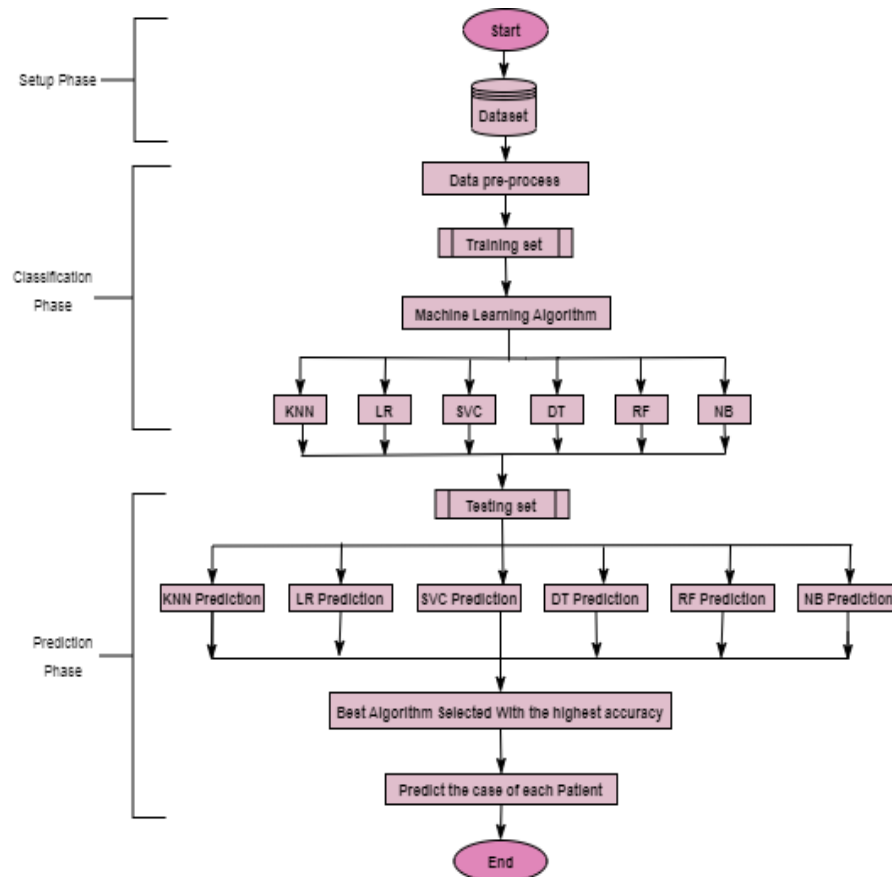 Start
Setup Phase
Dataset
Data pre-process
Training set
Classification
Phase
Machine Learning Algorithm
KNN
LR
SVC
DT
RF
NB
Testing set
KNN Prediction
LR Prediction
SVC Prediction
DT Prediction
RF Prediction
NB Prediction
Prediction
Phase
Best Algorithm Selected With the highest accuracy
Predict the case of each Patient
End